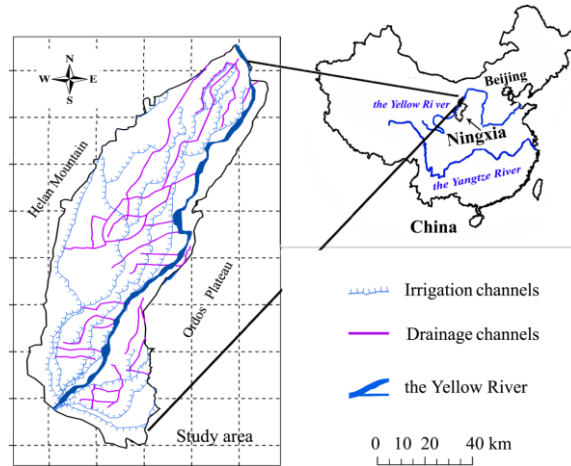 N
W E
S
Helan Mountain
Ordos Plateau
Study area
Beijing
the Yellow River
Ningxia
the Yangtze River
China
Irrigation channels
Drainage channels
the Yellow River
0 10 20 40 km